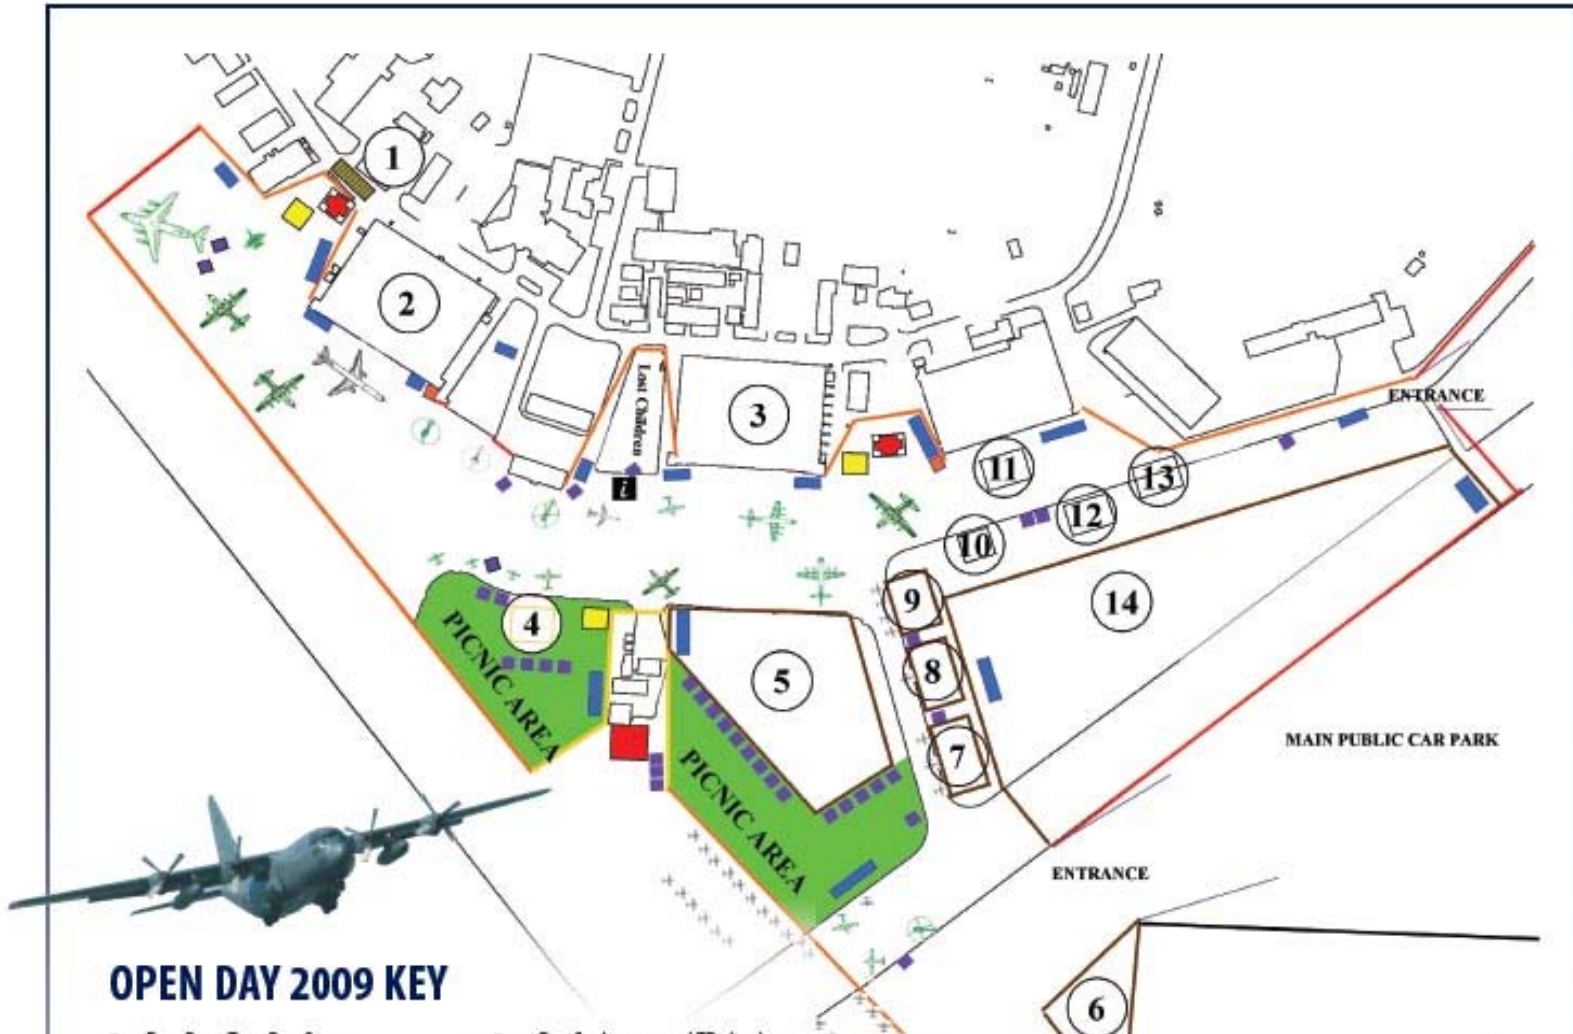 1
2
3
Lost Children
i
ENTRANCE
11
13
12
10
9
14
4
PICNIC AREA
8
5
7
PICNIC AREA
MAIN PUBLIC CAR PARK
ENTRANCE
6
OPEN DAY 2009 KEY